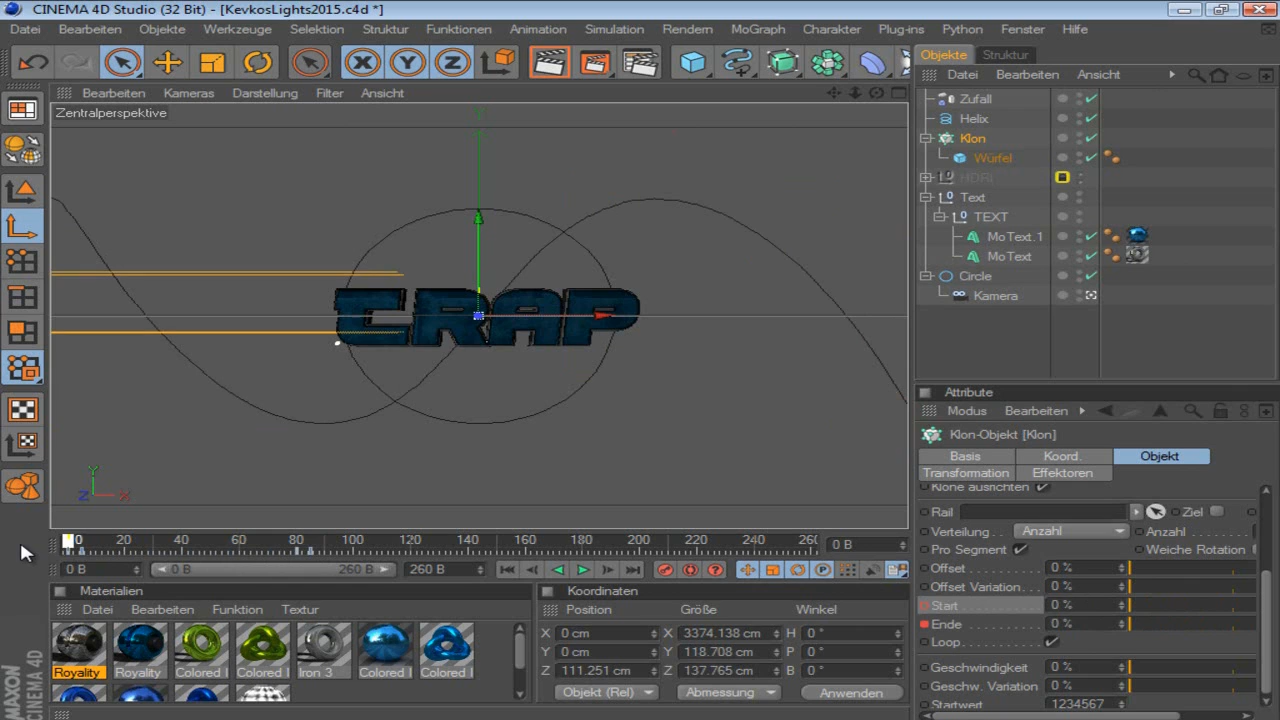 CINEMA 4D Studio (32 Bit) - [KevkosLights2015.c4d *]
Datei Bearbeiten Objekte Werkzeuge Selektion Struktur Funktionen Animation Simulation Rendern MoGraph Charakter Plug-ins Python Fenster Hilfe
X Y Z
Objekte Struktur
Datei Bearbeiten Ansicht
Bearbeiten Kameras Darstellung Filter Ansicht
Zentralperspektive
Y
Zufall
Helix
Klon
Würfel
HDRI
Text
TEXT
MoText.1
MoText
Circle
Kamera
CRAP
Y
Z X
Attribute
Modus Bearbeiten
Klon-Objekt [Klon]
Basis Koord. Objekt
Transformation Effektoren
Klone ausrichten
Rail Ziel
Verteilung Anzahl Anzahl
Pro Segment Weiche Rotation
Offset 0 %
Offset Variation 0 %
Start 0 %
Ende 0 %
Loop
Geschwindigkeit 0 %
Geschw. Variation 0 %
Startwert 1234567
0 20 40 60 80 100 120 140 160 180 200 220 240 260 0 B
0 B 0 B 260 B 260 B
Materialien
Datei Bearbeiten Funktion Textur
Royality Royality Colored I Colored I Iron 3 Colored I Colored I
Koordinaten
Position Größe Winkel
X 0 cm X 3374.138 cm H 0 °
Y 0 cm Y 118.708 cm P 0 °
Z 111.251 cm Z 137.765 cm B 0 °
Objekt (Rel) Abmessung Anwenden
MAXON
CINEMA 4D